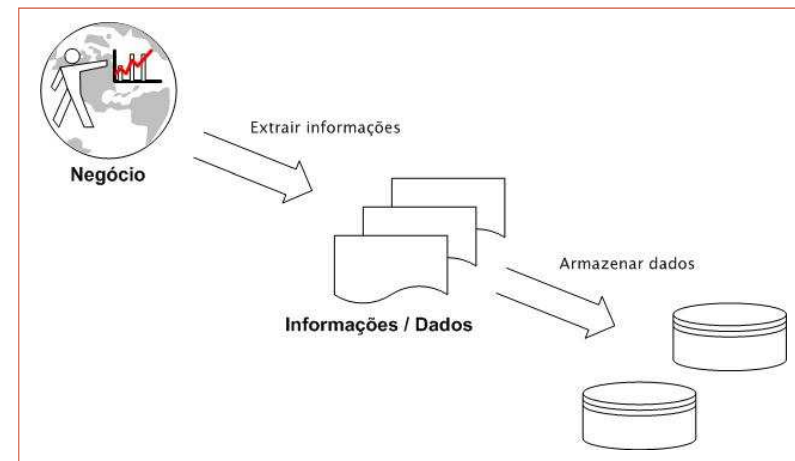 Extrair informações
Negócio
Armazenar dados
Informações / Dados